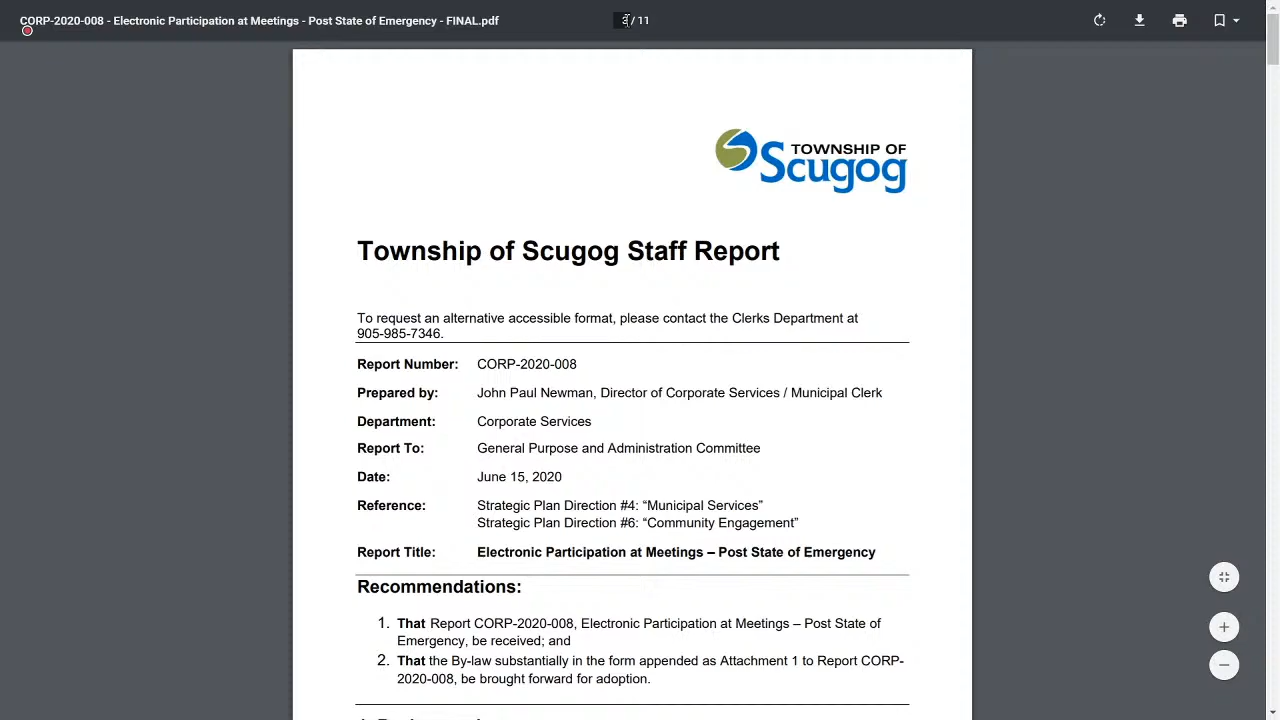 CORP-2020-008 - Electronic Participation at Meetings - Post State of Emergency - FINAL.pdf
3 / 11
TOWNSHIP OF
Scugog
Township of Scugog Staff Report
To request an alternative accessible format, please contact the Clerks Department at
905-985-7346.
Report Number: CORP-2020-008
Prepared by: John Paul Newman, Director of Corporate Services / Municipal Clerk
Department: Corporate Services
Report To: General Purpose and Administration Committee
Date: June 15, 2020
Reference: Strategic Plan Direction #4: “Municipal Services”
Strategic Plan Direction #6: “Community Engagement”
Report Title: Electronic Participation at Meetings – Post State of Emergency
Recommendations:
1. That Report CORP-2020-008, Electronic Participation at Meetings – Post State of
Emergency, be received; and
2. That the By-law substantially in the form appended as Attachment 1 to Report CORP-
2020-008, be brought forward for adoption.